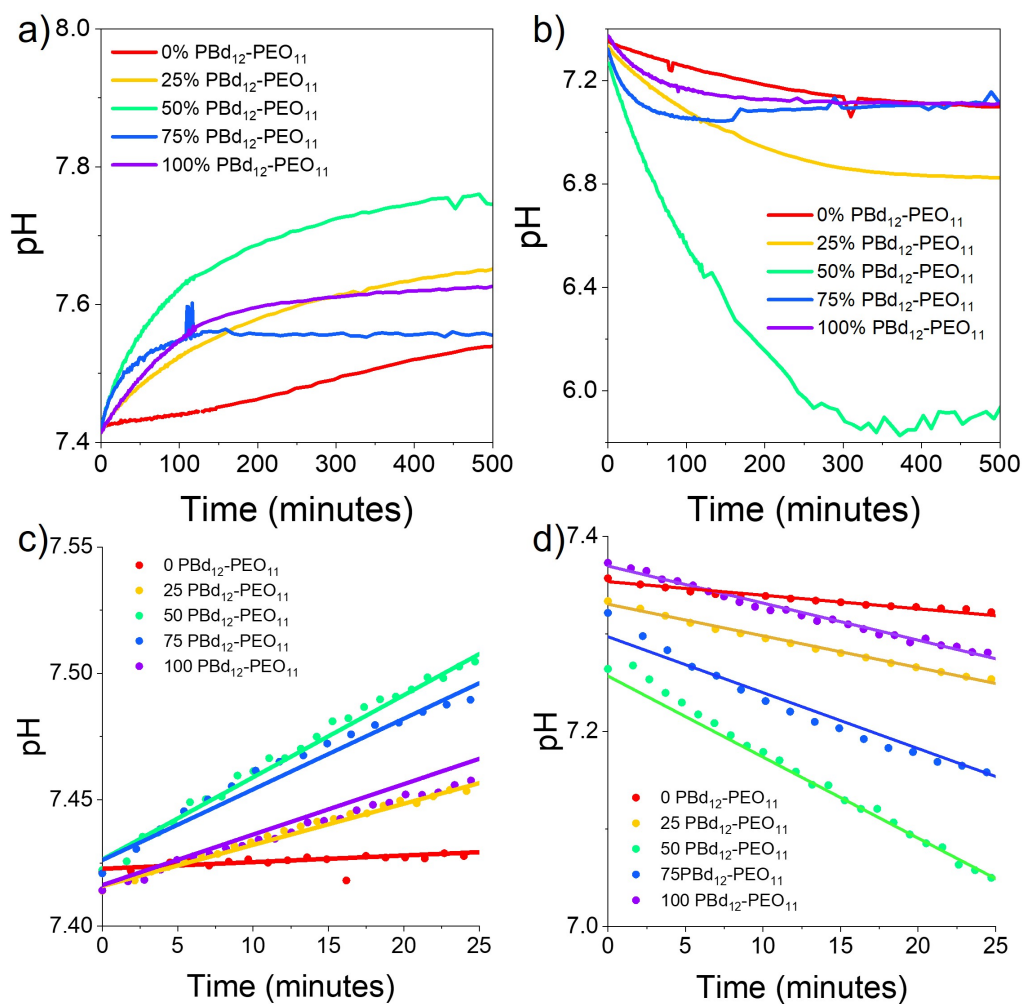 a)
8.0
7.8
7.6
7.4
pH
0% PBd₁₂-PEO₁₁
25% PBd₁₂-PEO₁₁
50% PBd₁₂-PEO₁₁
75% PBd₁₂-PEO₁₁
100% PBd₁₂-PEO₁₁
0 100 200 300 400 500
Time (minutes)
b)
7.2
6.8
6.4
6.0
pH
0% PBd₁₂-PEO₁₁
25% PBd₁₂-PEO₁₁
50% PBd₁₂-PEO₁₁
75% PBd₁₂-PEO₁₁
100% PBd₁₂-PEO₁₁
0 100 200 300 400 500
Time (minutes)
c)
7.55
7.50
7.45
7.40
pH
0 PBd₁₂-PEO₁₁
25 PBd₁₂-PEO₁₁
50 PBd₁₂-PEO₁₁
75 PBd₁₂-PEO₁₁
100 PBd₁₂-PEO₁₁
0 5 10 15 20 25
Time (minutes)
d)
7.4
7.2
7.0
pH
0 PBd₁₂-PEO₁₁
25 PBd₁₂-PEO₁₁
50 PBd₁₂-PEO₁₁
75PBd₁₂-PEO₁₁
100 PBd₁₂-PEO₁₁
0 5 10 15 20 25
Time (minutes)